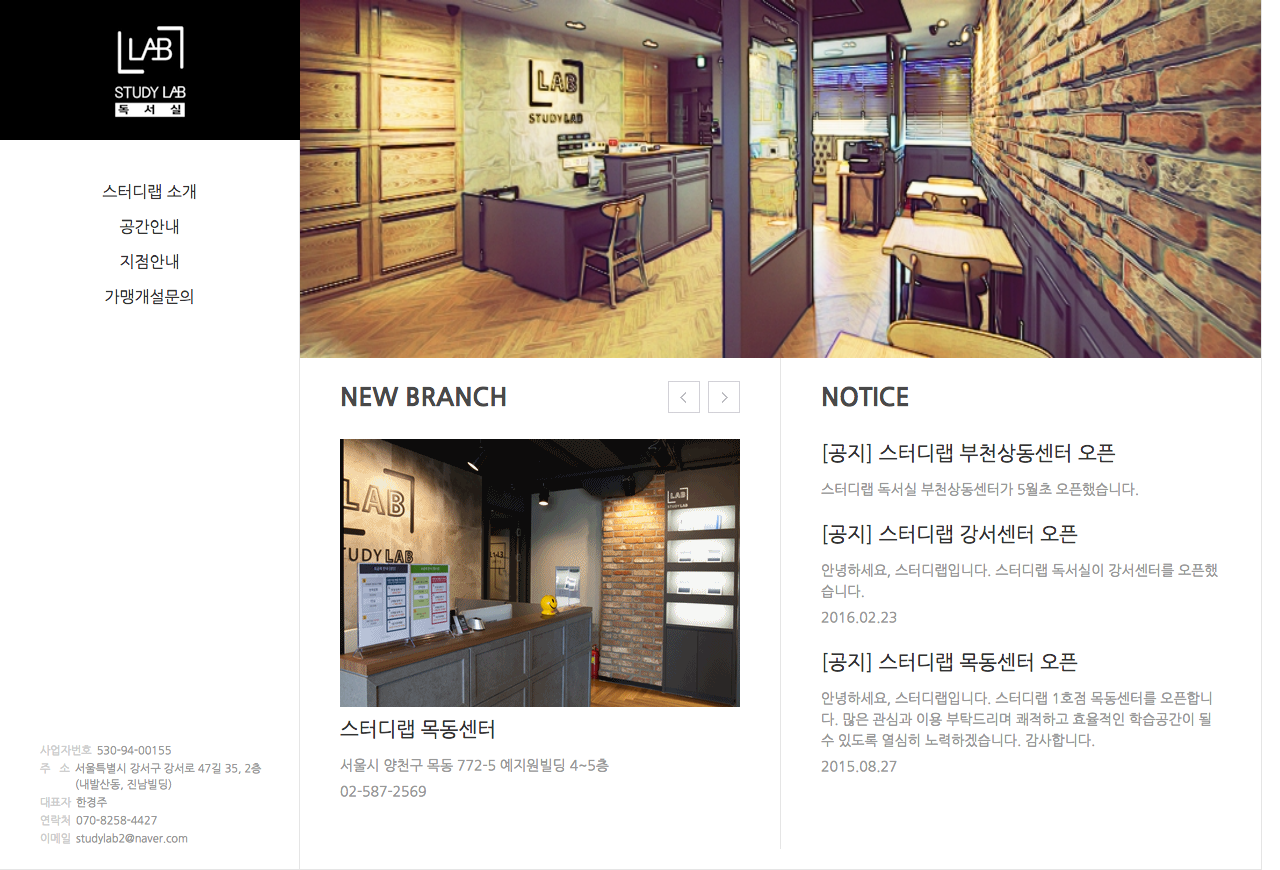 LAB
STUDY LAB
독서실
스터디랩 소개
공간안내
지점안내
가맹개설문의
사업자번호 530-94-00155
주 소 서울특별시 강서구 강서로 47길 35, 2층
(내발산동, 진남빌딩)
대표자 한경주
연락처 070-8258-4427
이메일 studylab2@naver.com
LAB
STUDY LAB
NEW BRANCH
LAB
TUDY LAB
LAB
STUDY LAB
스터디랩 목동센터
서울시 양천구 목동 772-5 예지원빌딩 4~5층
02-587-2569
NOTICE
[공지] 스터디랩 부천상동센터 오픈
스터디랩 독서실 부천상동센터가 5월초 오픈했습니다.
[공지] 스터디랩 강서센터 오픈
안녕하세요, 스터디랩입니다. 스터디랩 독서실이 강서센터를 오픈했
습니다.
2016.02.23
[공지] 스터디랩 목동센터 오픈
안녕하세요, 스터디랩입니다. 스터디랩 1호점 목동센터를 오픈합니
다. 많은 관심과 이용 부탁드리며 쾌적하고 효율적인 학습공간이 될
수 있도록 열심히 노력하겠습니다. 감사합니다.
2015.08.27